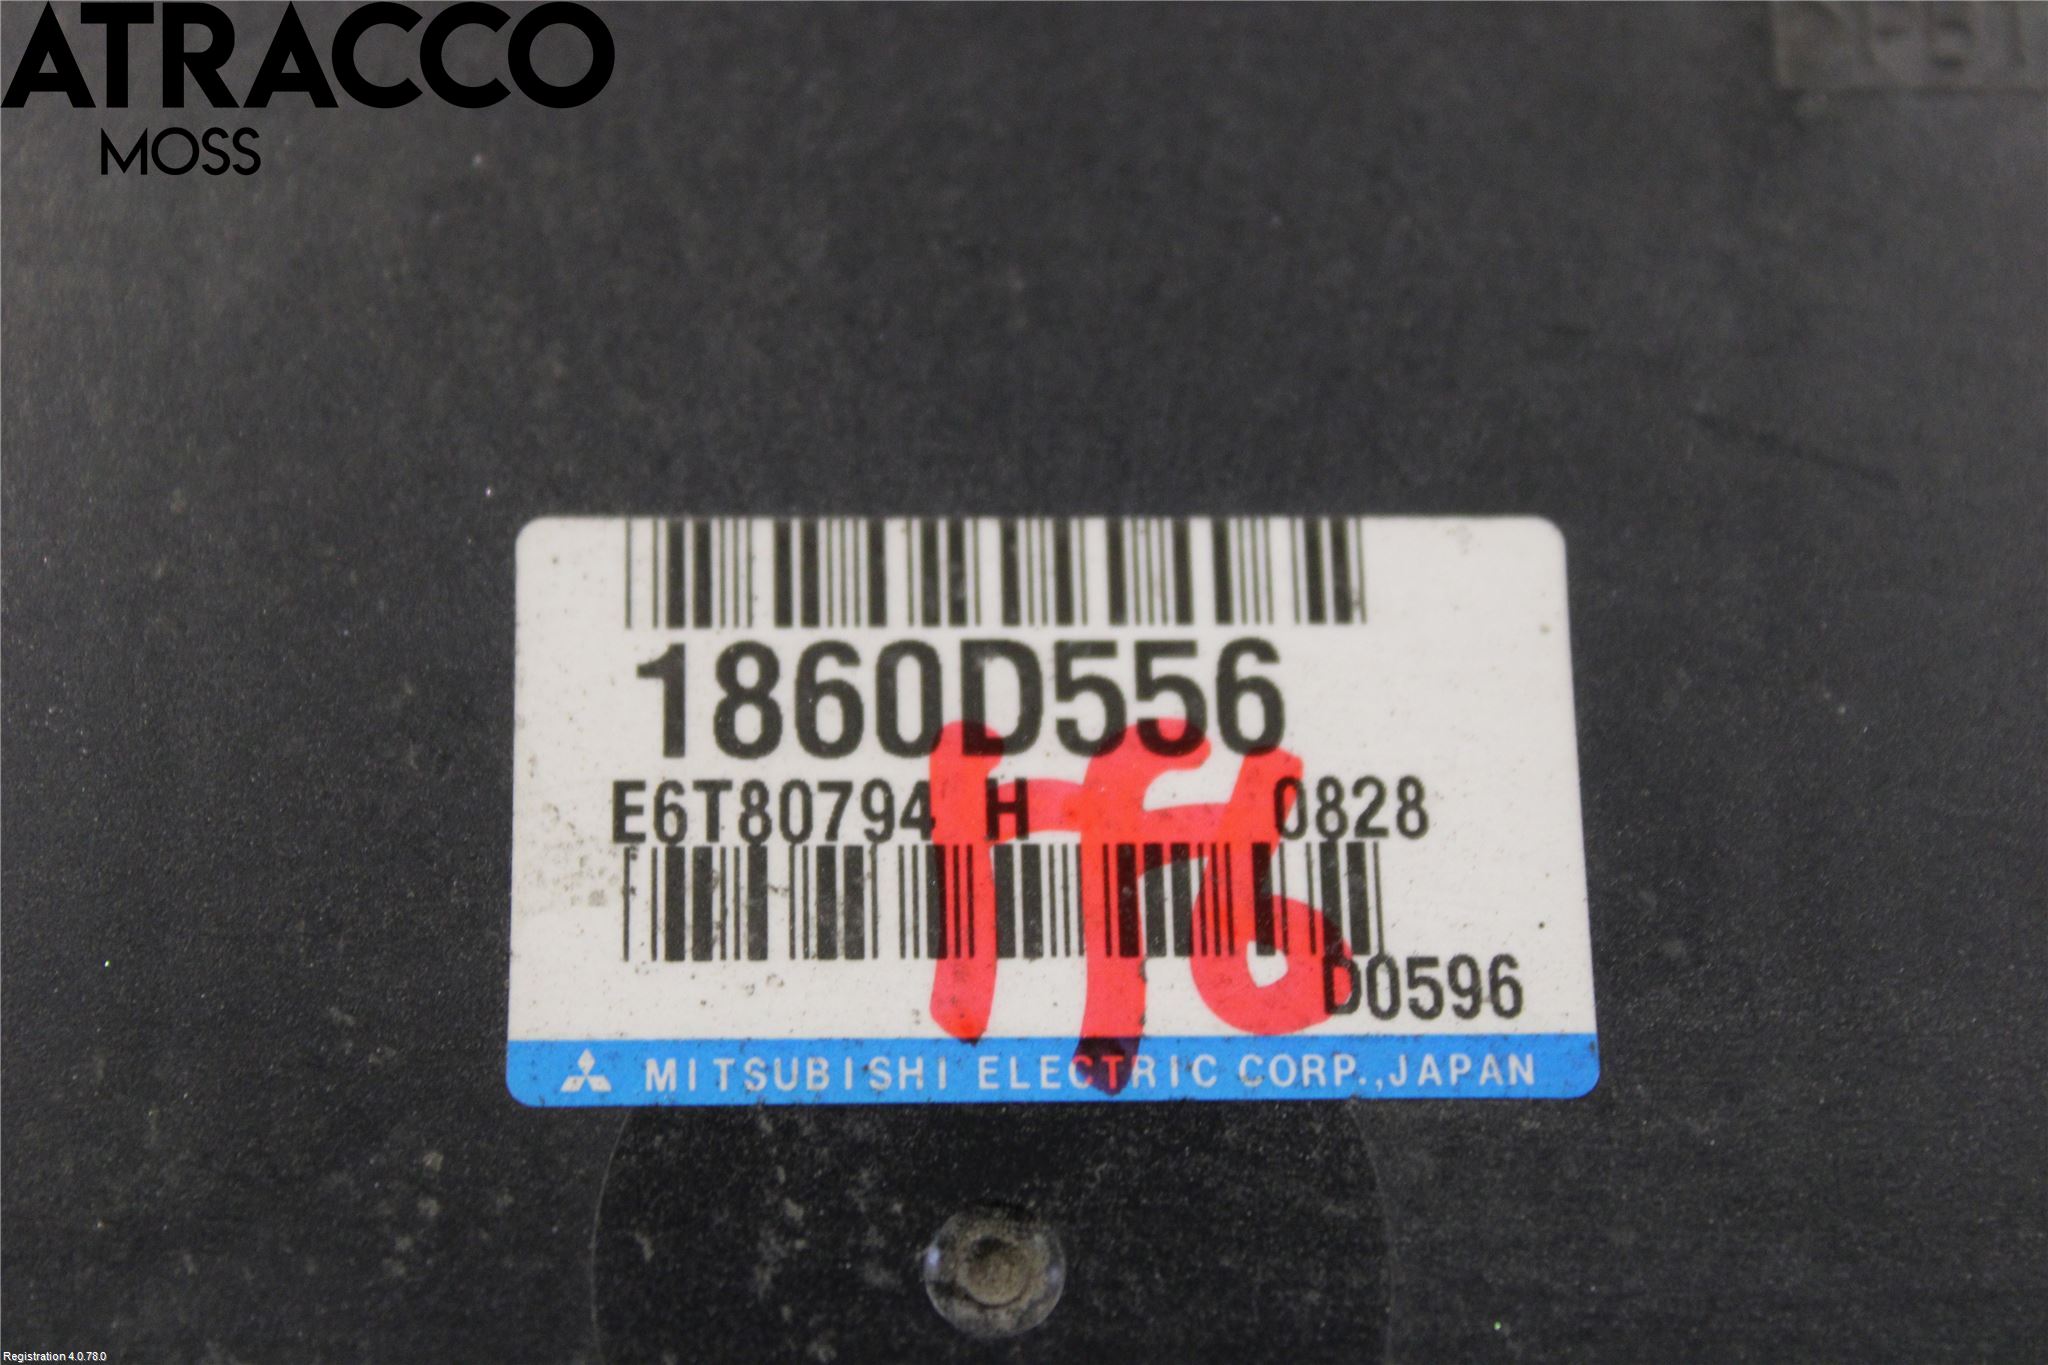 ATRACCO
MOSS
1860D556
E6T80794 H 0828
D0596
MITSUBISHI ELECTRIC CORP.,JAPAN
Registration 4.0.78.0